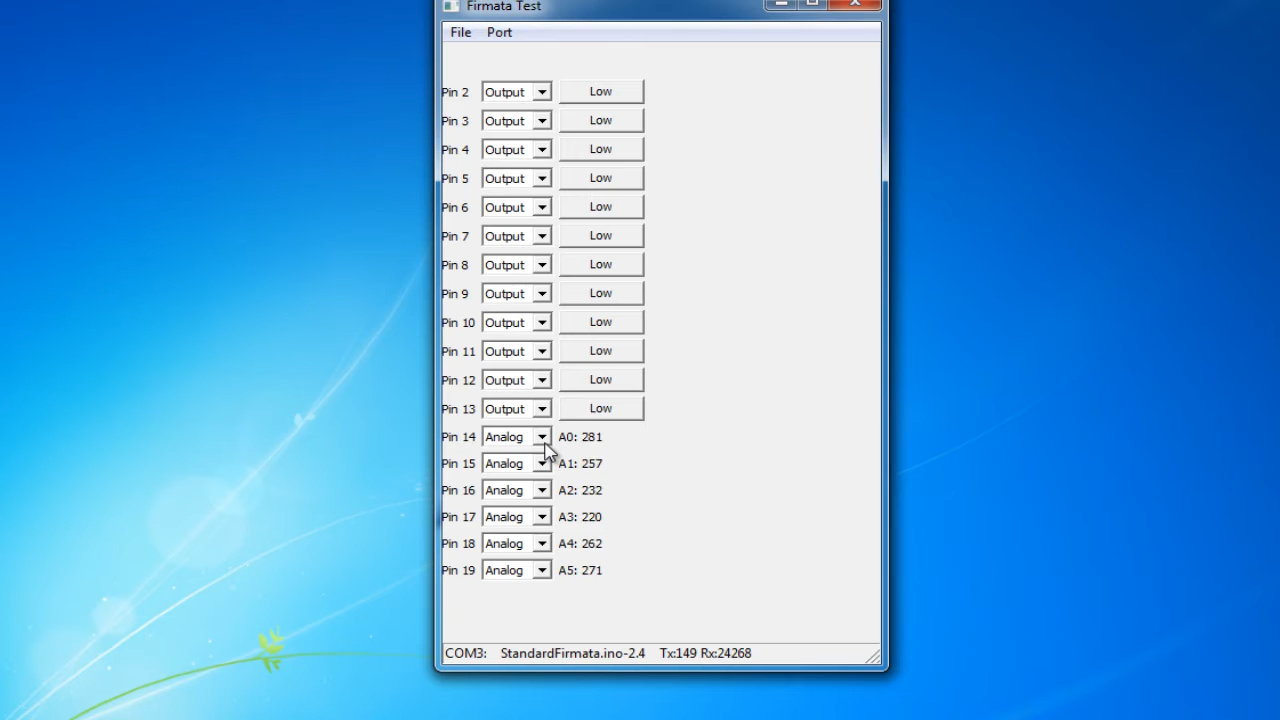 Firmata Test
File Port
Pin 2 Output Low
Pin 3 Output Low
Pin 4 Output Low
Pin 5 Output Low
Pin 6 Output Low
Pin 7 Output Low
Pin 8 Output Low
Pin 9 Output Low
Pin 10 Output Low
Pin 11 Output Low
Pin 12 Output Low
Pin 13 Output Low
Pin 14 Analog A0: 281
Pin 15 Analog A1: 257
Pin 16 Analog A2: 232
Pin 17 Analog A3: 220
Pin 18 Analog A4: 262
Pin 19 Analog A5: 271
COM3: StandardFirmata.ino-2.4 Tx:149 Rx:24268